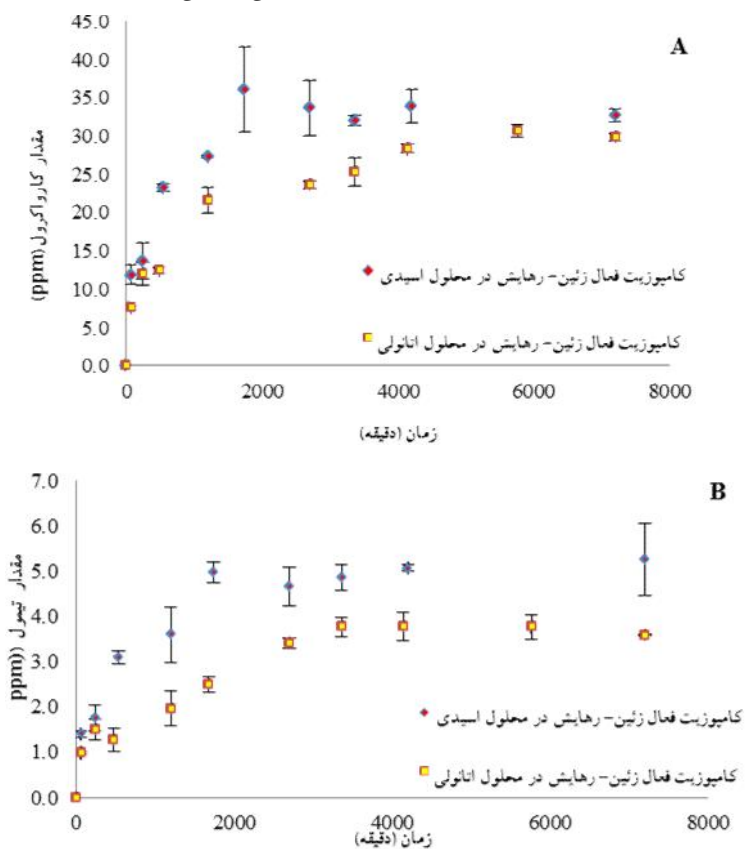 A
45.0
40.0
35.0
30.0
25.0
20.0
15.0
10.0
5.0
0.0
مقدار کارواکرول (ppm)
کامپوزیت فعال زئین- رهایش در محلول اسیدی
کامپوزیت فعال زئین- رهایش در محلول اتانولی
0 2000 4000 6000 8000
زمان (دقیقه)
B
7.0
6.0
5.0
4.0
3.0
2.0
1.0
0.0
مقدار تیمول ((ppm
کامپوزیت فعال زئین- رهایش در محلول اسیدی
کامپوزیت فعال زئین- رهایش در محلول اتانولی
0 2000 4000 6000 8000
زمان (دقیقه)